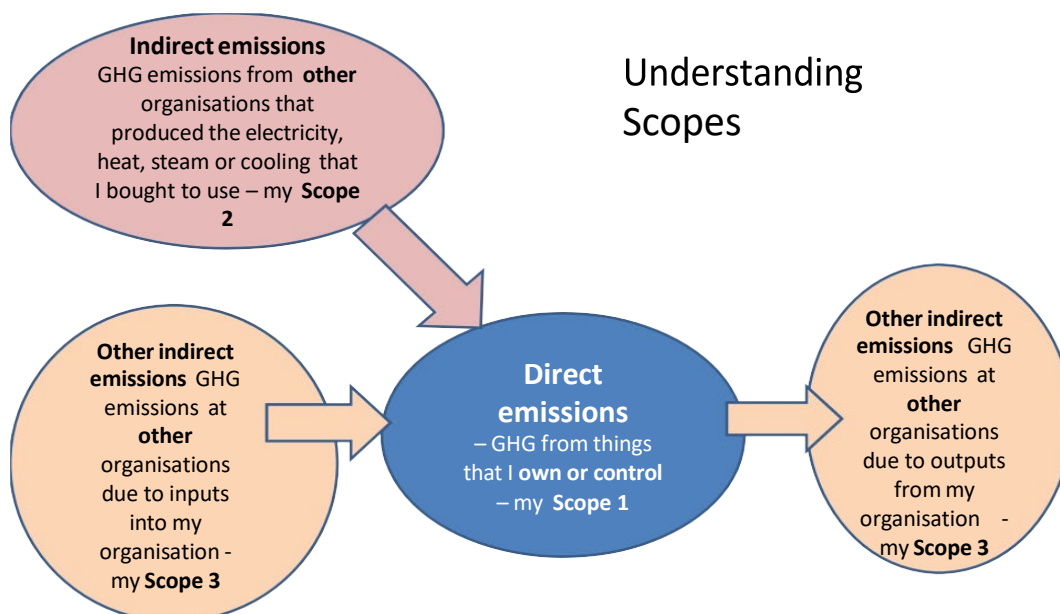 Understanding
Scopes
Indirect emissions
GHG emissions from other
organisations that
produced the electricity,
heat, steam or cooling that
I bought to use – my Scope
2
Other indirect
emissions GHG
emissions at
other
organisations
due to inputs
into my
organisation -
my Scope 3
Direct
emissions
– GHG from things
that I own or control
– my Scope 1
Other indirect
emissions GHG
emissions at
other
organisations
due to outputs
from my
organisation -
my Scope 3